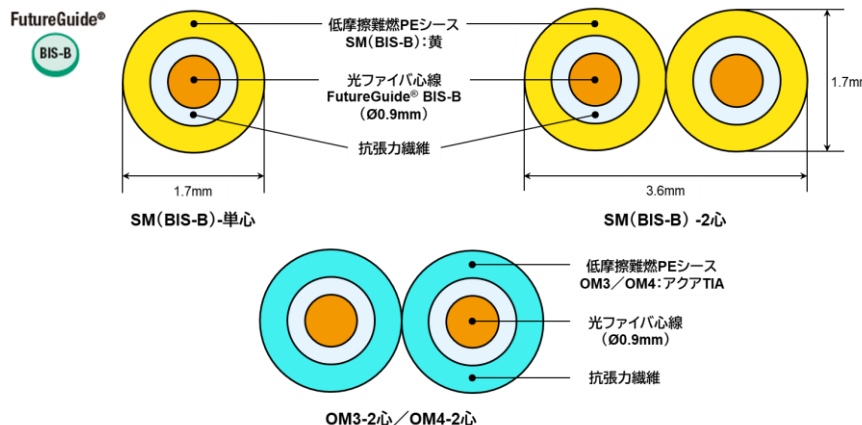 FutureGuide®
BIS-B
低摩擦難燃PEシース
SM(BIS-B):黄
光ファイバ心線
FutureGuide® BIS-B
(Ø0.9mm)
抗張力繊維
1.7mm
1.7mm
3.6mm
SM(BIS-B)-単心
SM(BIS-B) -2心
低摩擦難燃PEシース
OM3/OM4:アクアTIA
光ファイバ心線
(Ø0.9mm)
抗張力繊維
OM3-2心/OM4-2心